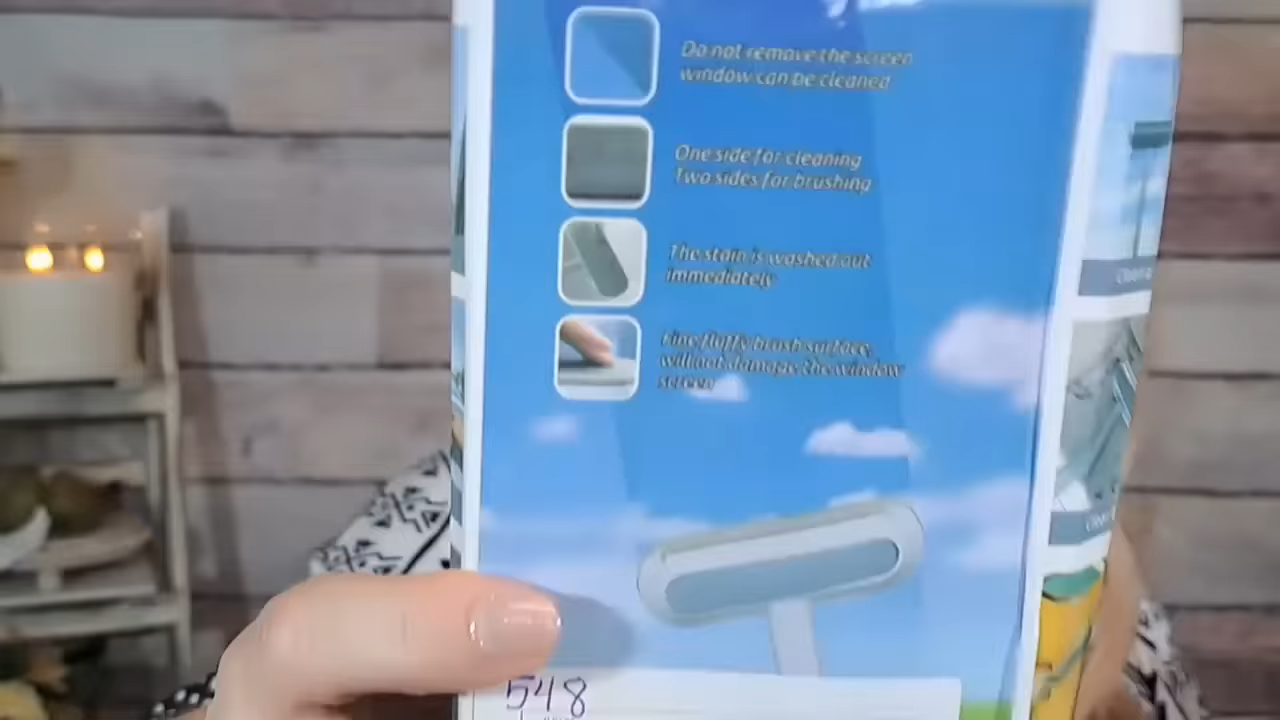 Do not remove the screen
window can be cleaned
One side for cleaning
Two sides for brushing
The stain is washed out
immediately
Fine fluffy brush surface,
will not damage the window
screen
548